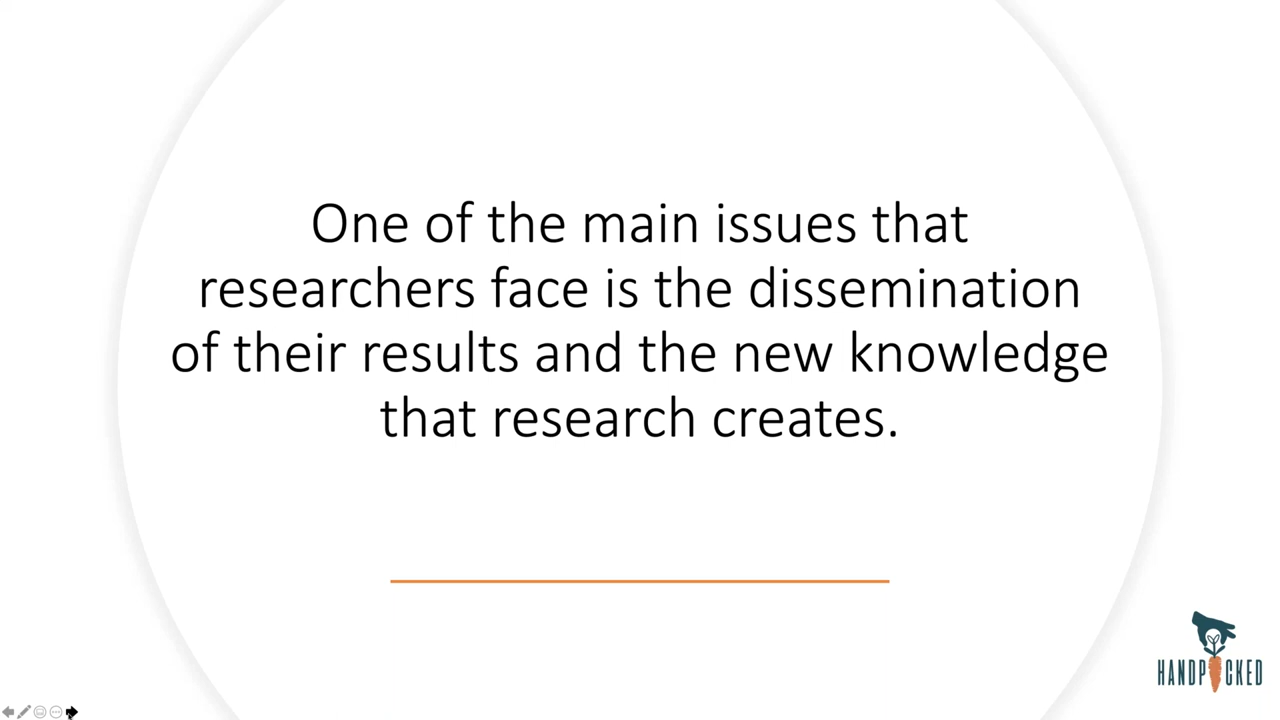 One of the main issues that
researchers face is the dissemination
of their results and the new knowledge
that research creates.
HANDPICKED